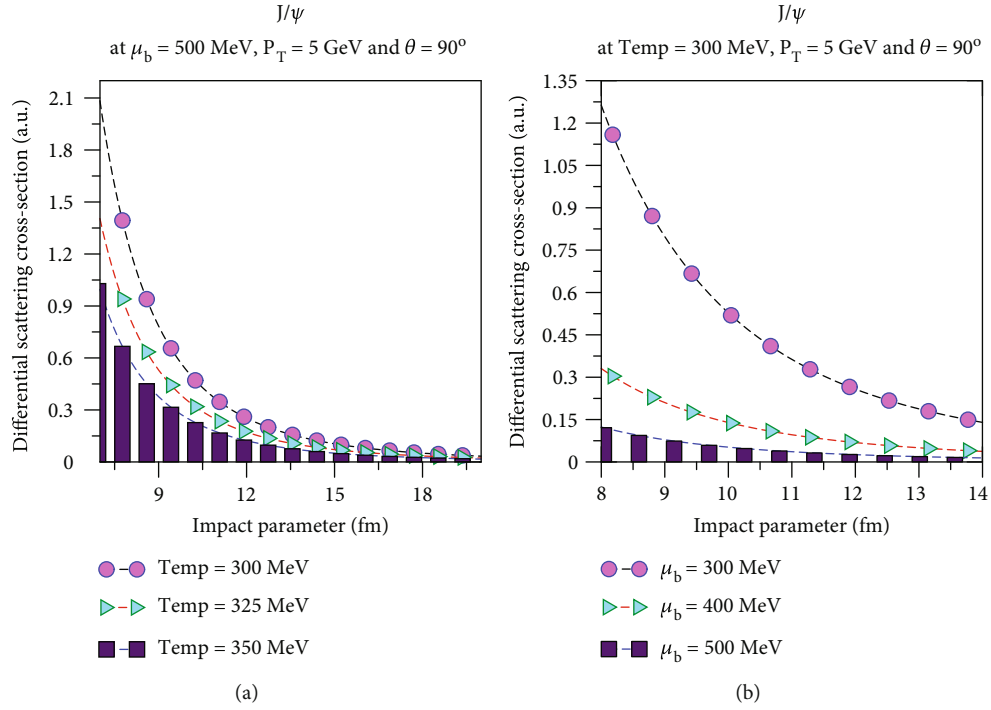 J/ψ
at μb = 500 MeV, PT = 5 GeV and θ = 90º
Differential scattering cross-section (a.u.)
2.1
1.8
1.5
1.2
0.9
0.6
0.3
0
9
12
15
18
Impact parameter (fm)
Temp = 300 MeV
Temp = 325 MeV
Temp = 350 MeV
(a)
J/ψ
at Temp = 300 MeV, PT = 5 GeV and θ = 90º
Differential scattering cross-section (a.u.)
1.35
1.2
1.05
0.9
0.75
0.6
0.45
0.3
0.15
0
8
9
10
11
12
13
14
Impact parameter (fm)
μb = 300 MeV
μb = 400 MeV
μb = 500 MeV
(b)